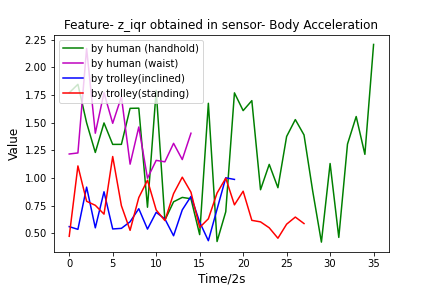 Feature- z_iqr obtained in sensor- Body Acceleration
by human (handhold)
by human (waist)
by trolley(inclined)
by trolley(standing)
2.25
2.00
1.75
1.50
1.25
1.00
0.75
0.50
Value
0 5 10 15 20 25 30 35
Time/2s